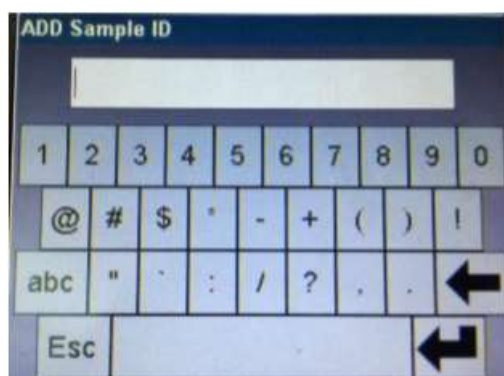 ADD Sample ID
1 2 3 4 5 6 7 8 9 0
@ # $ * - + ( ) !
abc " ` : / ? , .
Esc